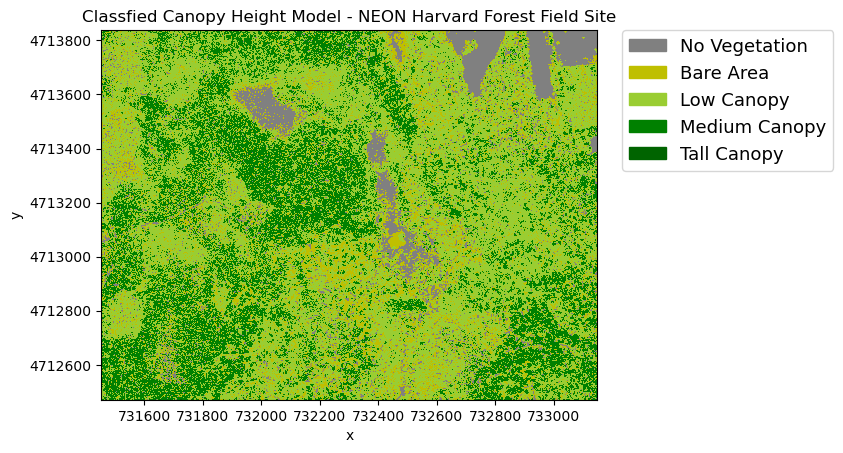 Classfied Canopy Height Model - NEON Harvard Forest Field Site
4713800
4713600
4713400
4713200
4713000
4712800
4712600
y
731600 731800 732000 732200 732400 732600 732800 733000
x
No Vegetation
Bare Area
Low Canopy
Medium Canopy
Tall Canopy